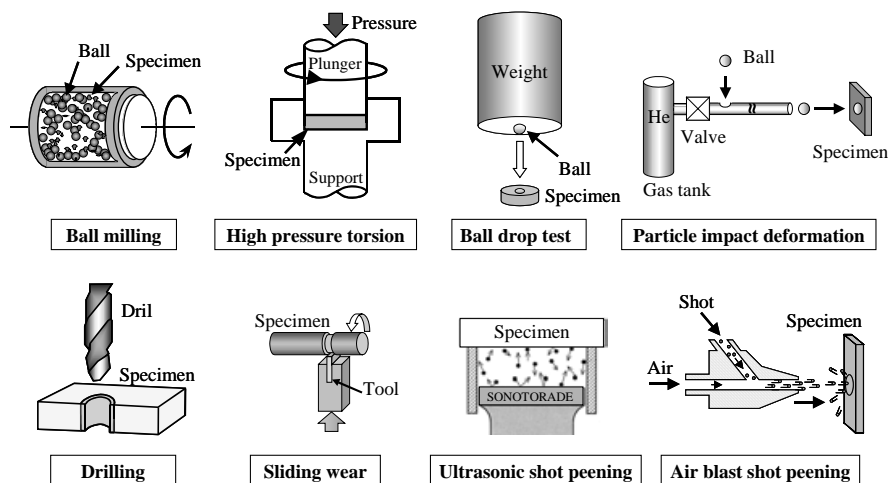 Ball
Specimen
Ball milling
Pressure
Plunger
Specimen
Support
High pressure torsion
Weight
Ball
Specimen
Ball drop test
Ball
He
Valve
Gas tank
Specimen
Particle impact deformation
Dril
Specimen
Drilling
Specimen
Tool
Sliding wear
Specimen
SONOTORADE
Ultrasonic shot peening
Shot
Specimen
Air
Air blast shot peening